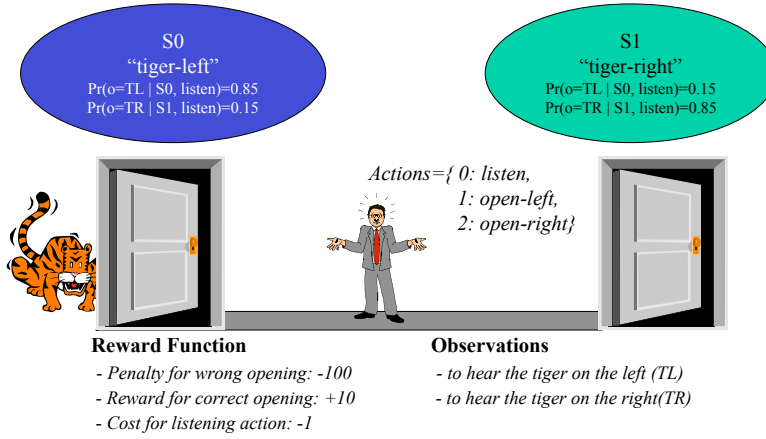 S0
“tiger-left”
Pr(o=TL | S0, listen)=0.85
Pr(o=TR | S1, listen)=0.15
S1
“tiger-right”
Pr(o=TL | S0, listen)=0.15
Pr(o=TR | S1, listen)=0.85
Actions={ 0: listen,
1: open-left,
2: open-right}
Reward Function
- Penalty for wrong opening: -100
- Reward for correct opening: +10
- Cost for listening action: -1
Observations
- to hear the tiger on the left (TL)
- to hear the tiger on the right(TR)